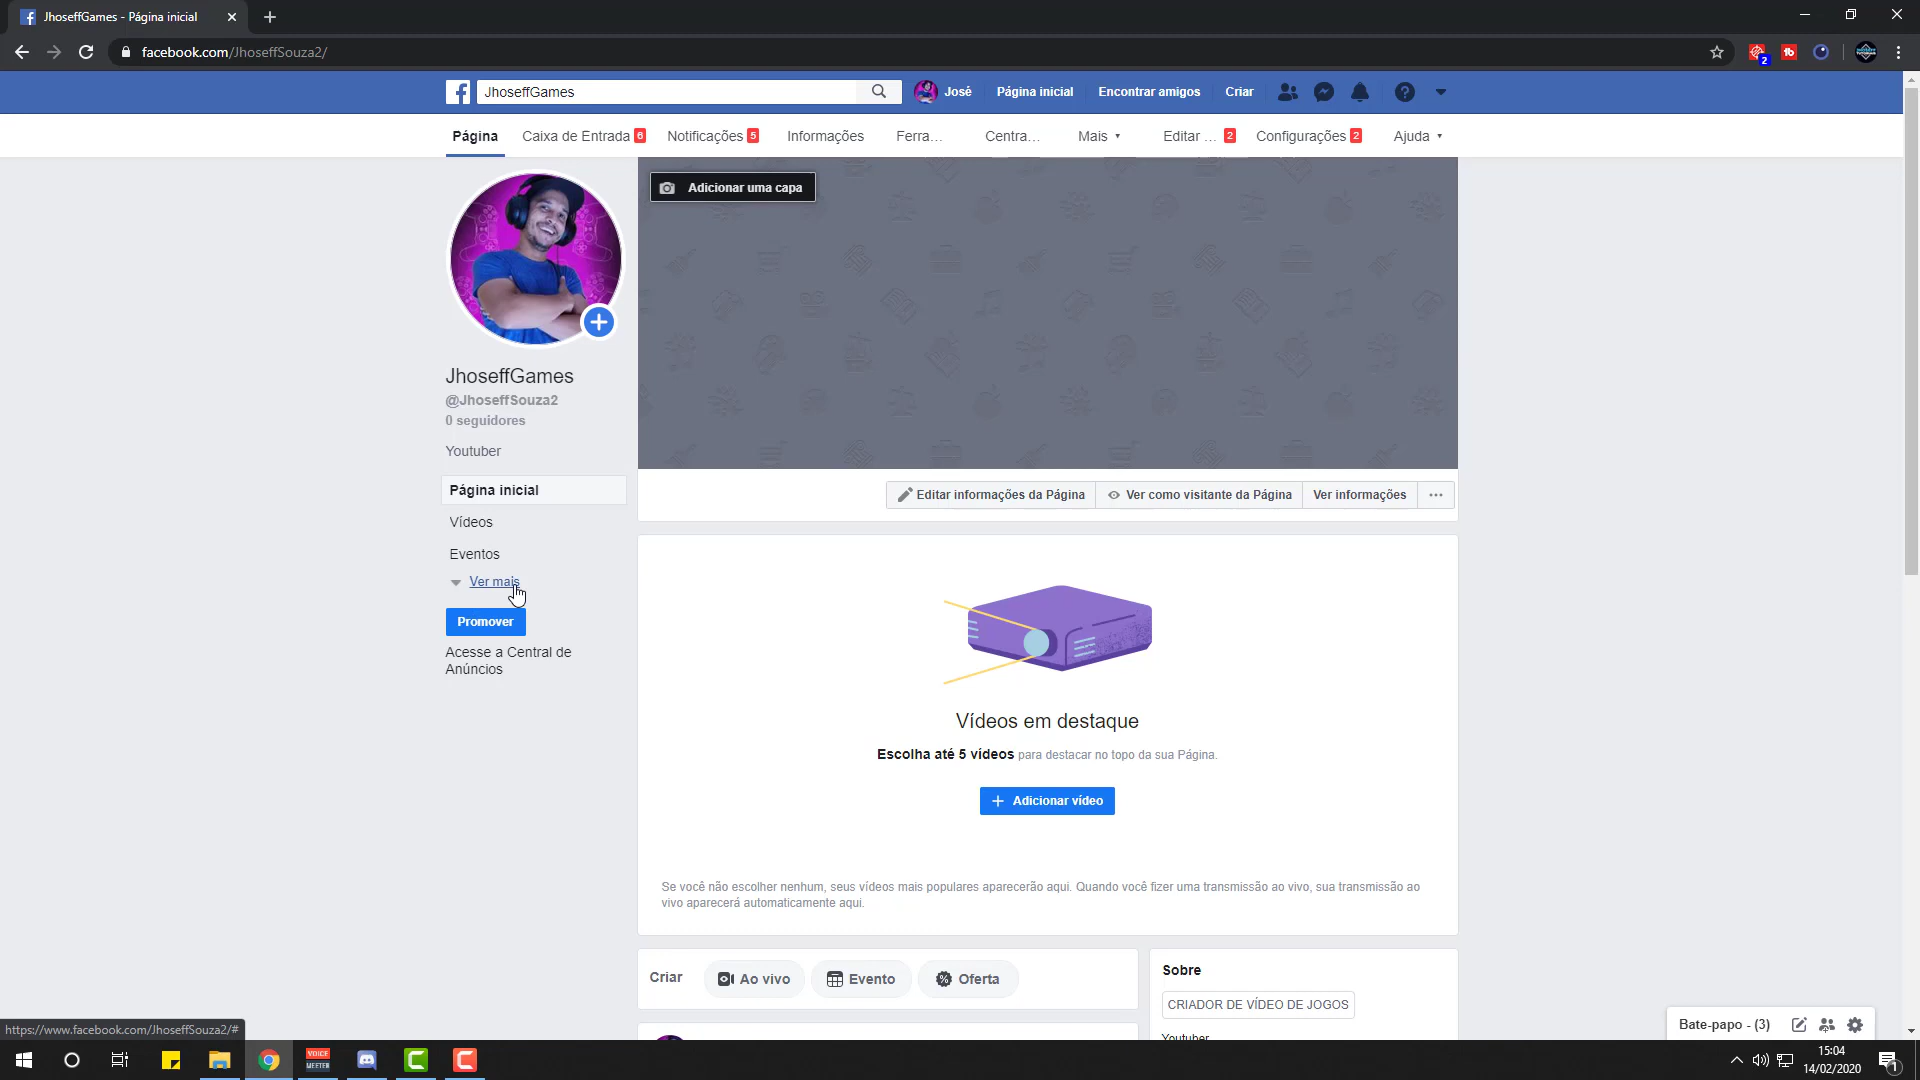 JhoseffGames - Página inicial
facebook.com/JhoseffSouza2/
2
JhoseffGames
José
Página inicial
Encontrar amigos
Criar
Página
Caixa de Entrada 6
Notificações 5
Informações
Ferra...
Centra...
Mais
Editar ... 2
Configurações 2
Ajuda
Adicionar uma capa
JhoseffGames
@JhoseffSouza2
0 seguidores
Youtuber
Página inicial
Vídeos
Eventos
Ver mais
Promover
Acesse a Central de
Anúncios
Editar informações da Página
Ver como visitante da Página
Ver informações
Vídeos em destaque
Escolha até 5 vídeos para destacar no topo da sua Página.
Adicionar vídeo
Se você não escolher nenhum, seus vídeos mais populares aparecerão aqui. Quando você fizer uma transmissão ao vivo, sua transmissão ao
vivo aparecerá automaticamente aqui.
Criar
Ao vivo
Evento
Oferta
Sobre
CRIADOR DE VÍDEO DE JOGOS
Youtuber
Bate-papo - (3)
https://www.facebook.com/JhoseffSouza2/#
VOICE
MEETER
15:04
14/02/2020
1